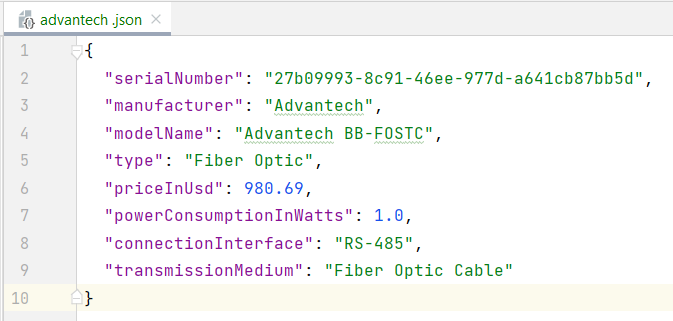 advantech .json
1 {
2 "serialNumber": "27b09993-8c91-46ee-977d-a641cb87bb5d",
3 "manufacturer": "Advantech",
4 "modelName": "Advantech BB-FOSTC",
5 "type": "Fiber Optic",
6 "priceInUsd": 980.69,
7 "powerConsumptionInWatts": 1.0,
8 "connectionInterface": "RS-485",
9 "transmissionMedium": "Fiber Optic Cable"
10 }